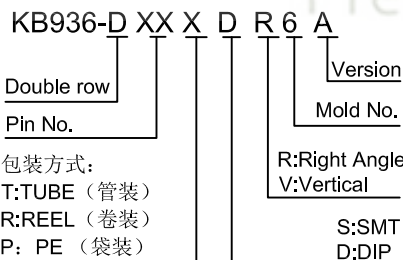 KB936-D XX X D R 6 A
Version
Double row
Mold No.
Pin No.
包装方式:
R:Right Angle
T:TUBE（管装）
V:Vertical
R:REEL（卷装）
S:SMT
P：PE （袋装）
D:DIP